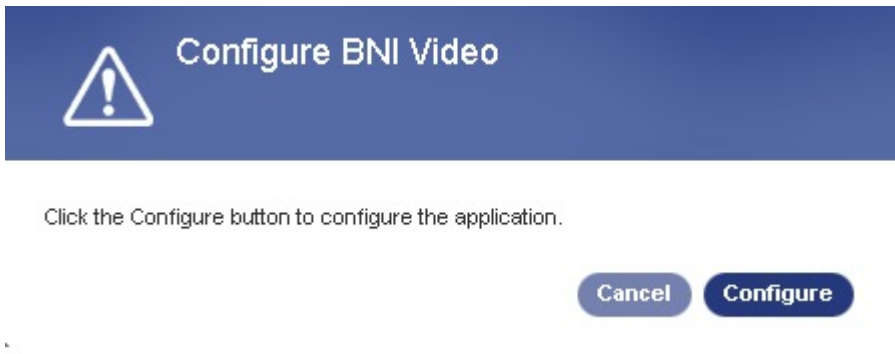 Configure BNI Video
Click the Configure button to configure the application.
Cancel Configure